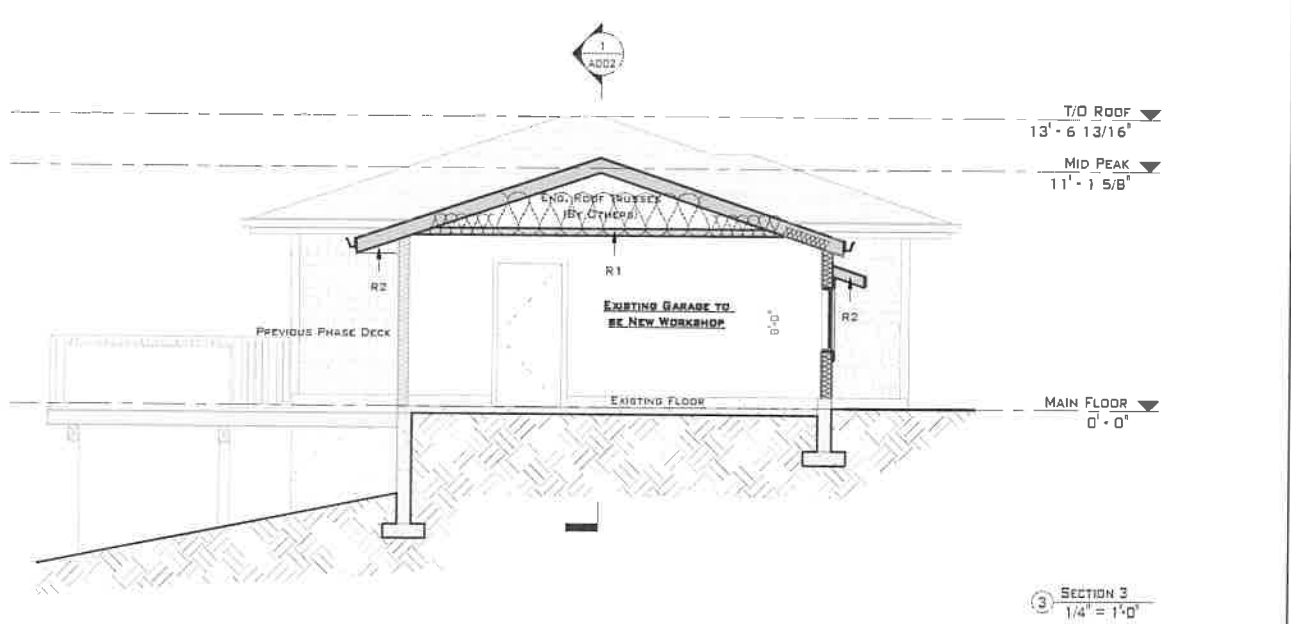 1
A002
T/O ROOF
13' - 6 13/16"
MID PEAK
11' - 1 5/8"
ENG. ROOF TRUSSES
(BY OTHERS)
R1
R2
EXISTING GARAGE TO
BE NEW WORKSHOP
8'-0"
R2
PREVIOUS PHASE DECK
EXISTING FLOOR
MAIN FLOOR
0' - 0"
3 SECTION 3
1/4" = 1'-0"